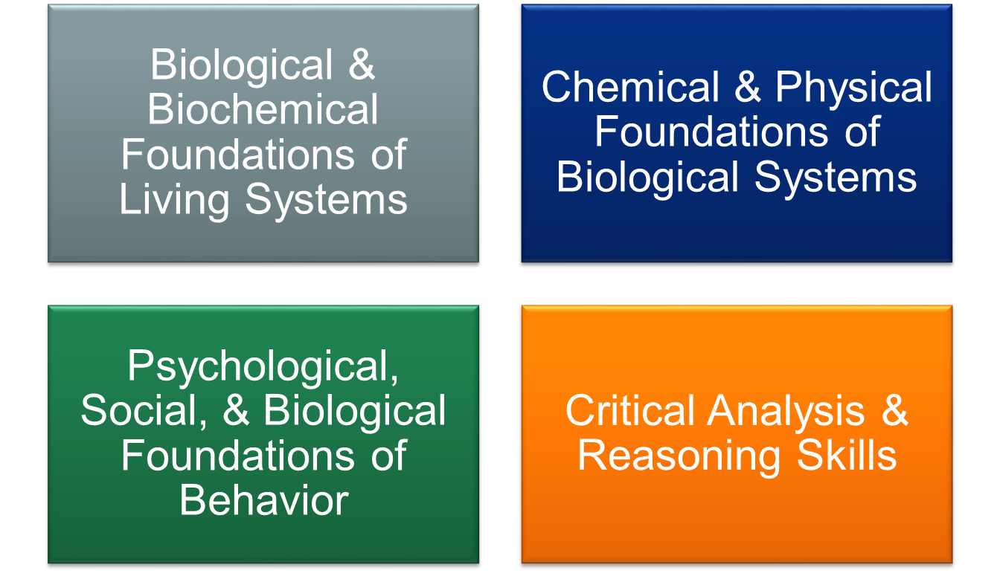 Biological &
Biochemical
Foundations of
Living Systems
Chemical & Physical
Foundations of
Biological Systems
Psychological,
Social, & Biological
Foundations of
Behavior
Critical Analysis &
Reasoning Skills